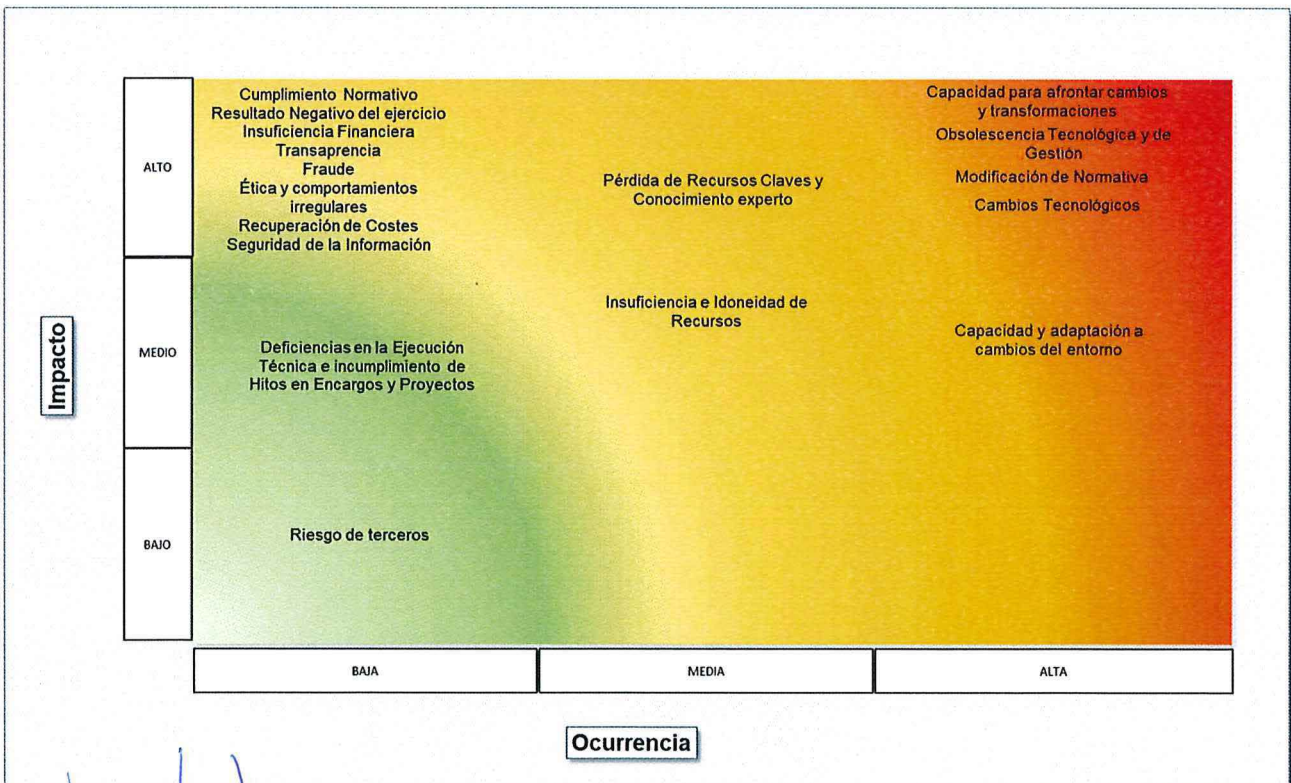 Cumplimiento Normativo
Resultado Negativo del ejercicio
Insuficiencia Financiera
Transaprencia
Fraude
Ética y comportamientos
irregulares
Recuperación de Costes
Seguridad de la Información
Capacidad para afrontar cambios
y transformaciones
Obsolescencia Tecnológica y de
Gestión
Modificación de Normativa
Cambios Tecnológicos
ALTO
Pérdida de Recursos Claves y
Conocimiento experto
Impacto
MEDIO
Insuficiencia e Idoneidad de
Recursos
Deficiencias en la Ejecución
Técnica e incumplimiento de
Hitos en Encargos y Proyectos
Capacidad y adaptación a
cambios del entorno
BAJO
Riesgo de terceros
BAJA
MEDIA
ALTA
Ocurrencia